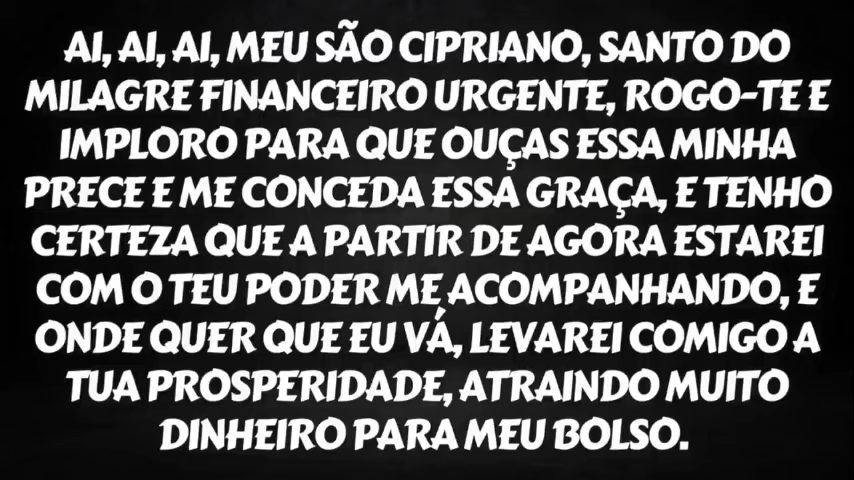 AI, AI, AI, MEU SÃO CIPRIANO, SANTO DO
MILAGRE FINANCEIRO URGENTE, ROGO-TE E
IMPLORO PARA QUE OUÇAS ESSA MINHA
PRECE E ME CONCEDA ESSA GRAÇA, E TENHO
CERTEZA QUE A PARTIR DE AGORA ESTAREI
COM O TEU PODER ME ACOMPANHANDO, E
ONDE QUER QUE EU VÁ, LEVAREI COMIGO A
TUA PROSPERIDADE, ATRAINDO MUITO
DINHEIRO PARA MEU BOLSO.